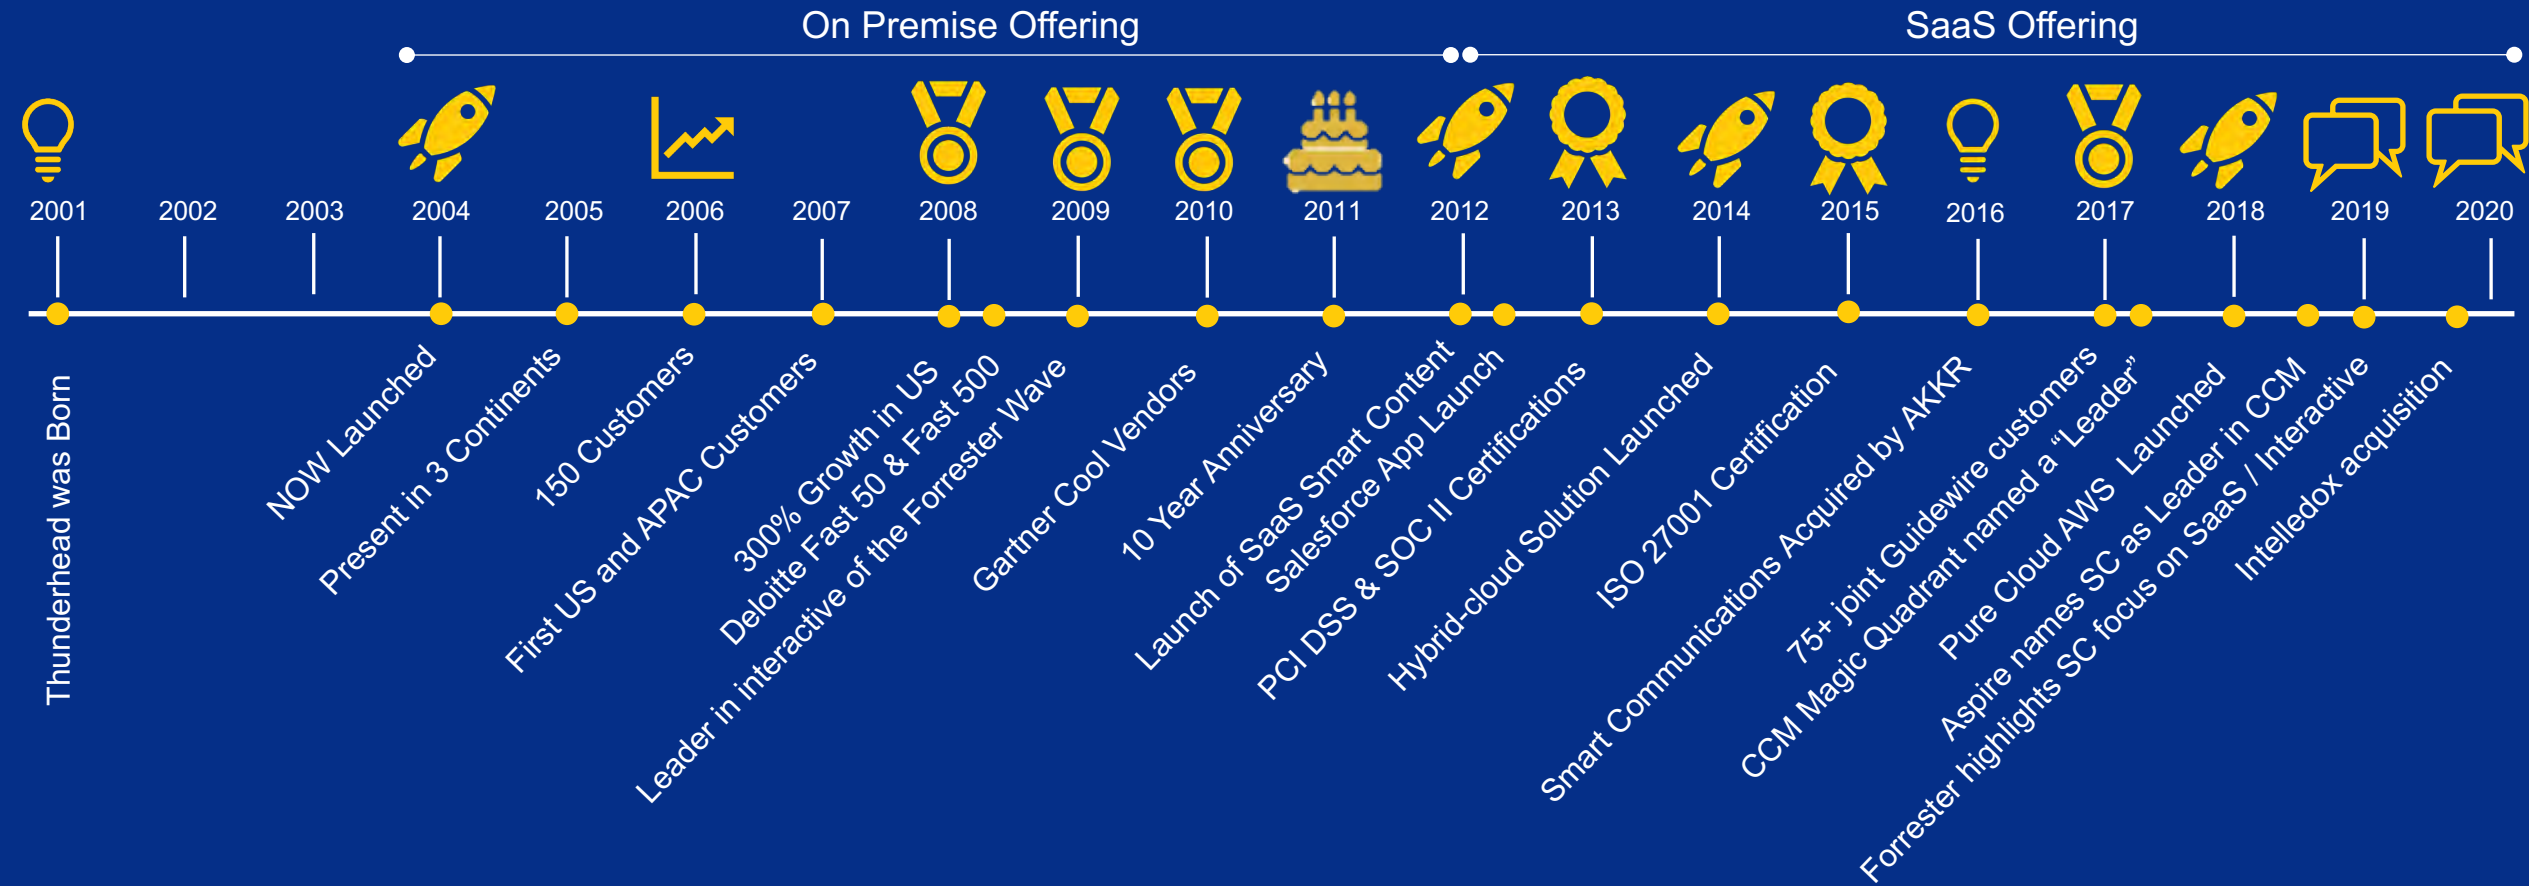 On Premise Offering
SaaS Offering
2001
2002
2003
2004
2005
2006
2007
2008
2009
2010
2011
2012
2013
2014
2015
2016
2017
2018
2019
2020
Thunderhead was Born
NOW Launched
Present in 3 Continents
150 Customers
First US and APAC Customers
300% Growth in US
Deloitte Fast 50 & Fast 500
Leader in interactive of the Forrester Wave
Gartner Cool Vendors
10 Year Anniversary
Launch of SaaS Smart Content
Salesforce App Launch
PCI DSS & SOC II Certifications
Hybrid-cloud Solution Launched
ISO 27001 Certification
Smart Communications Acquired by AKKR
75+ joint Guidewire customers
CCM Magic Quadrant named a “Leader”
Pure Cloud AWS Launched
Aspire names SC as Leader in CCM
Forrester highlights SC focus on SaaS / Interactive
Intelledox acquisition